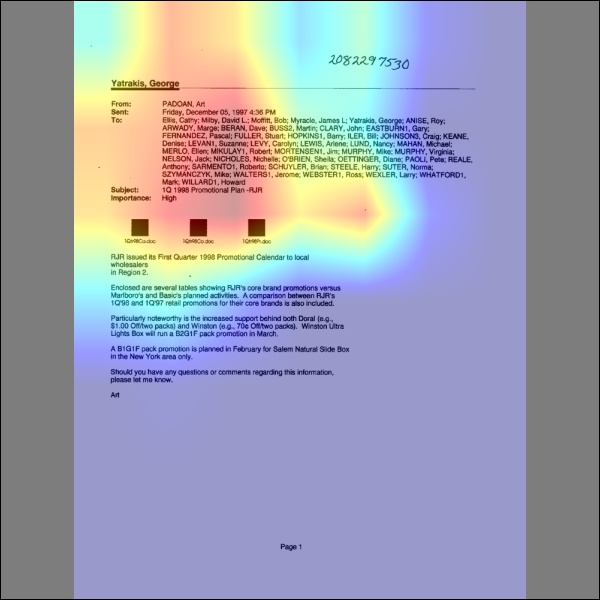 2082297530
Yatrakis, George
From: PADOAN, Art
Sent: Friday, December 05, 1997 4:36 PM
To: Ellis, Cathy; Milby, David L.; Moffitt, Bob; Myracle, James L; Yatrakis, George; ANISE, Roy;
ARWADY, Marge; BERAN, Dave; BUSS2, Martin; CLARY, John; EASTBURN1, Gary;
FERNANDEZ, Pascal; FULLER, Stuart; HOPKINS1, Barry; ILER, Bill; JOHNSON3, Craig; KEANE,
Denise; LEVAN1, Suzanne; LEVY, Carolyn; LEWIS, Arlene; LUND, Nancy; MAHAN, Michael;
MERLO, Ellen; MIKULAY1, Robert; MORTENSEN1, Jim; MURPHY, Mike; MURPHY, Virginia;
NELSON, Jack; NICHOLES, Nichelle; O'BRIEN, Sheila; OETTINGER, Diane; PAOLI, Pete; REALE,
Anthony; SARMENTO1, Roberto; SCHUYLER, Brian; STEELE, Harry; SUTER, Norma;
SZYMANCZYK, Mike; WALTERS1, Jerome; WEBSTER1, Ross; WEXLER, Larry; WHATFORD1,
Mark; WILLARD1, Howard
Subject: 1Q 1998 Promotional Plan -RJR
Importance: High
1Qtr98Ca.doc 1Qtr98Co.doc 1Qtr98Pr.doc
RJR issued its First Quarter 1998 Promotional Calendar to local
wholesalers
in Region 2.
Enclosed are several tables showing RJR's core brand promotions versus
Marlboro's and Basic's planned activities. A comparison between RJR's
1Q'98 and 1Q'97 retail promotions for their core brands is also included.
Particularly noteworthy is the increased support behind both Doral (e.g.,
$1.00 Off/two packs) and Winston (e.g., 70¢ Off/two packs). Winston Ultra
Lights Box will run a B2G1F pack promotion in March.
A B1G1F pack promotion is planned in February for Salem Natural Slide Box
in the New York area only.
Should you have any questions or comments regarding this information,
please let me know.
Art
Page 1